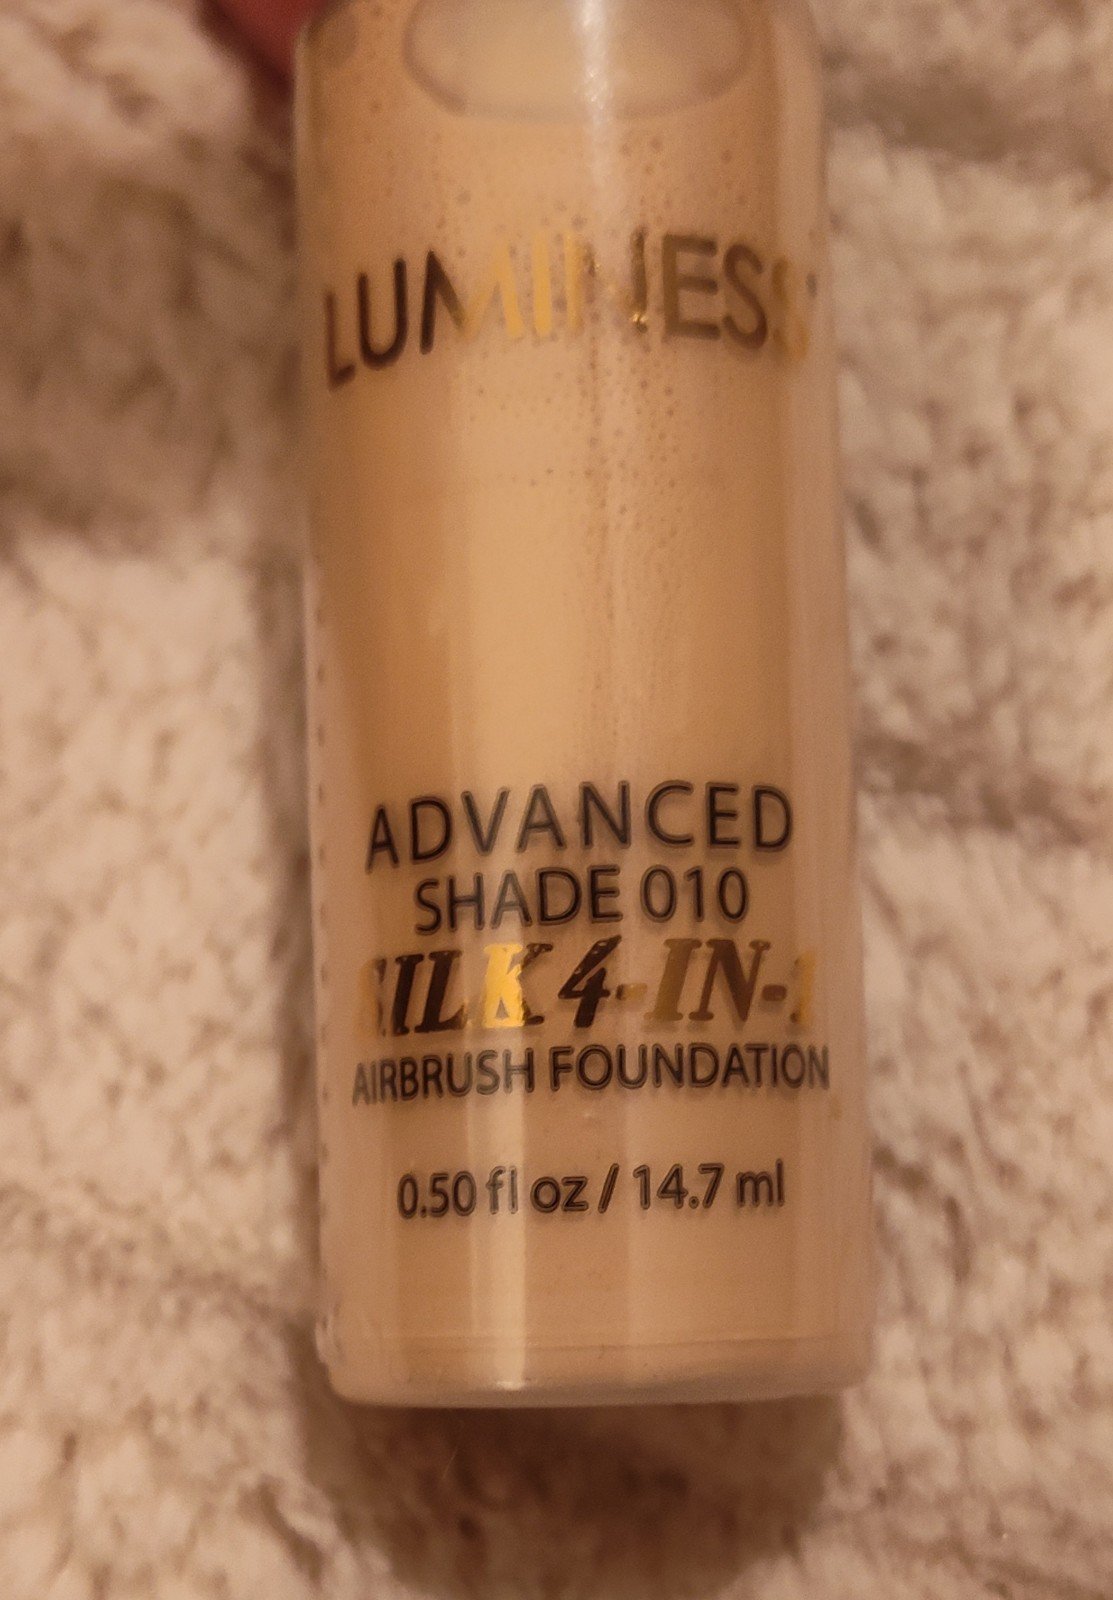 LUMINESS
ADVANCED
SHADE 010
SILK 4-IN-1
AIRBRUSH FOUNDATION
0.50 fl oz / 14.7 ml